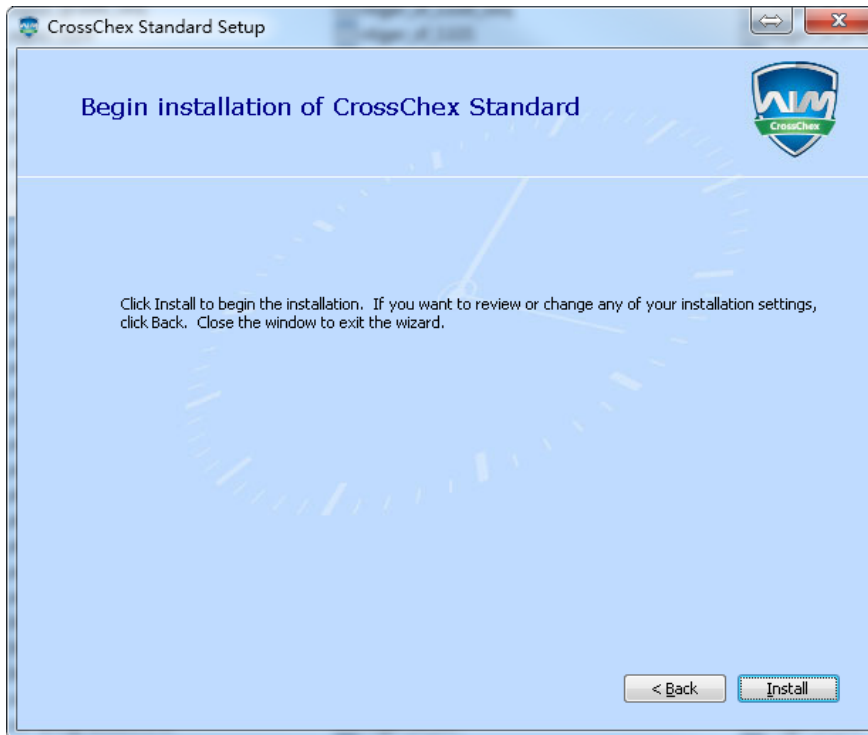 CrossChex Standard Setup
Begin installation of CrossChex Standard
AIM
CrossChex
Click Install to begin the installation.  If you want to review or change any of your installation settings,
click Back.  Close the window to exit the wizard.
< Back
Install